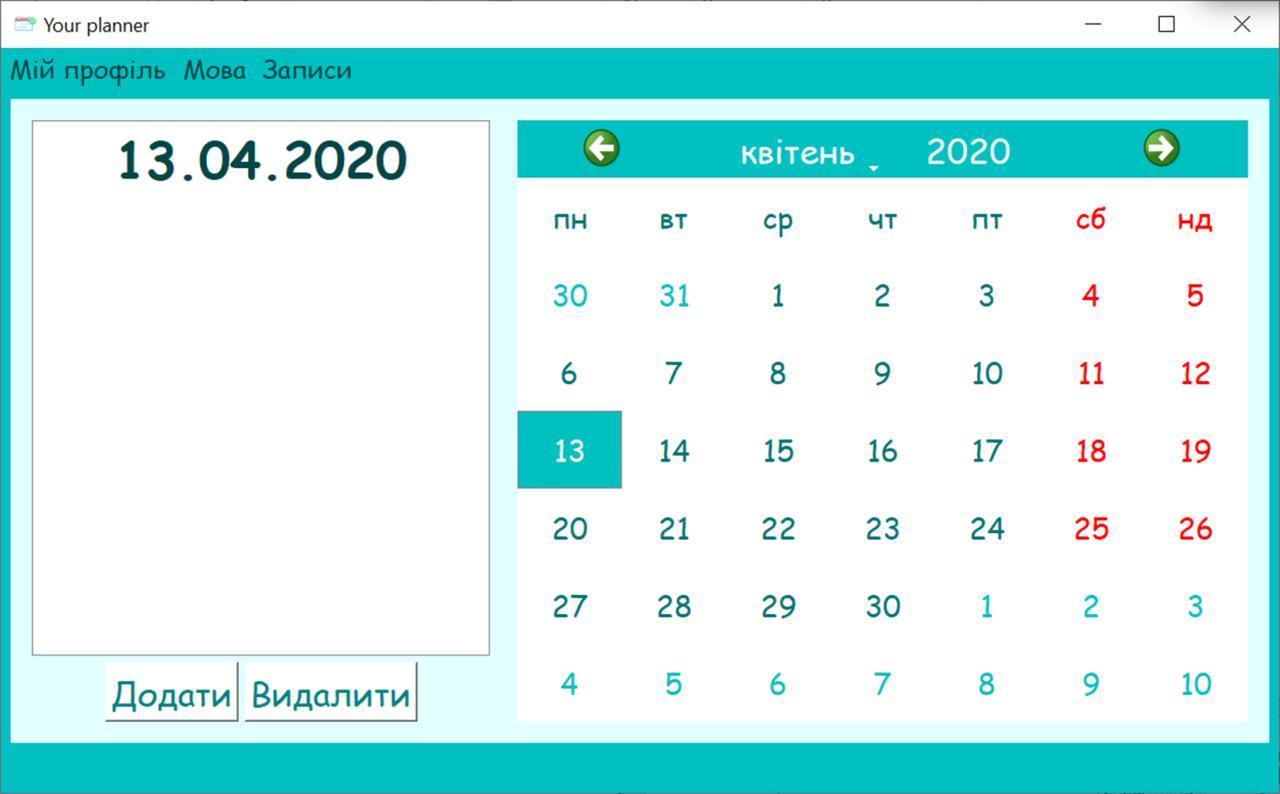 Your planner
Мій профіль Мова Записи
13.04.2020
Додати Видалити
квітень 2020
пн вт ср чт пт сб нд
30 31 1 2 3 4 5
6 7 8 9 10 11 12
13 14 15 16 17 18 19
20 21 22 23 24 25 26
27 28 29 30 1 2 3
4 5 6 7 8 9 10